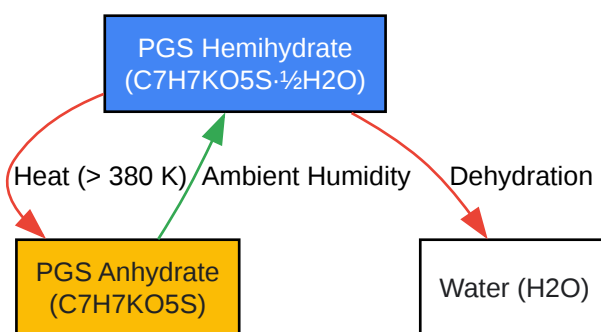 PGS Hemihydrate
(C7H7KO5S·½H2O)
Heat (> 380 K)
Ambient Humidity
Dehydration
PGS Anhydrate
(C7H7KO5S)
Water (H2O)